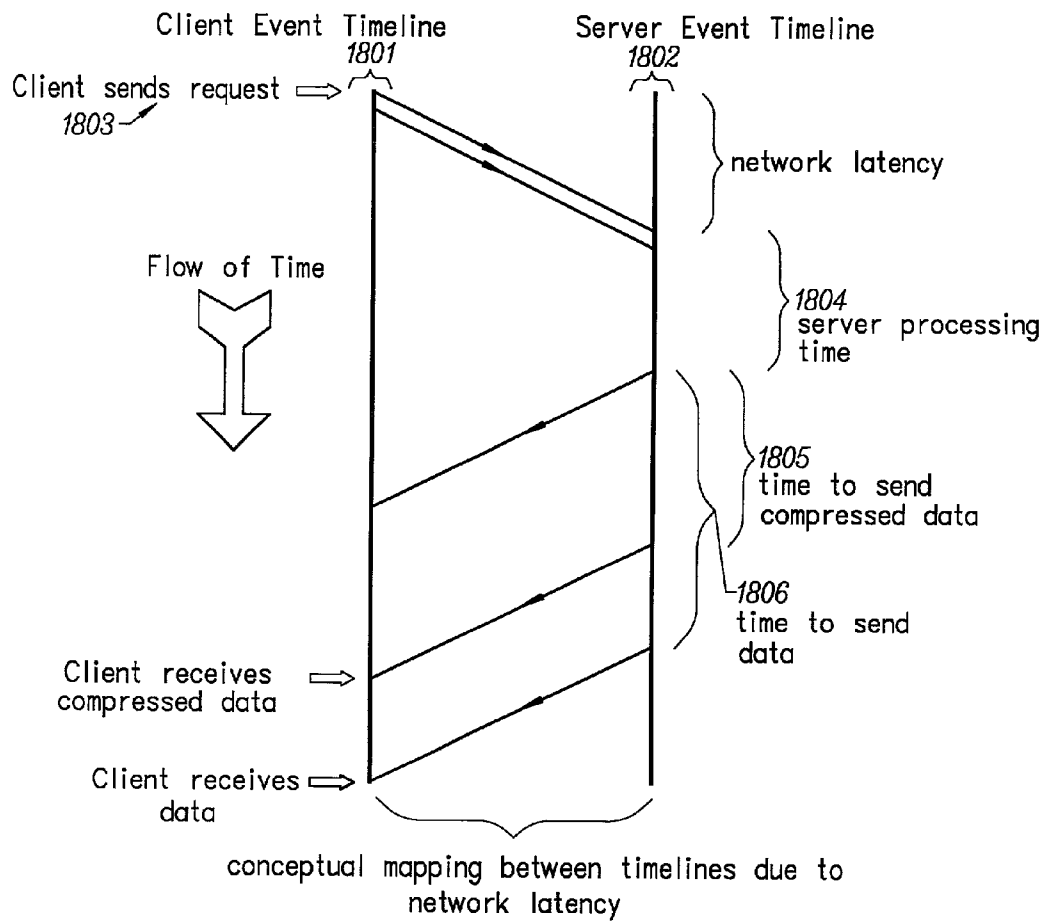 Client Event Timeline
1801
Server Event Timeline
1802
Client sends request
1803
network latency
Flow of Time
1804
server processing
time
1805
time to send
compressed data
1806
time to send
data
Client receives
compressed data
Client receives
data
conceptual mapping between timelines due to
network latency